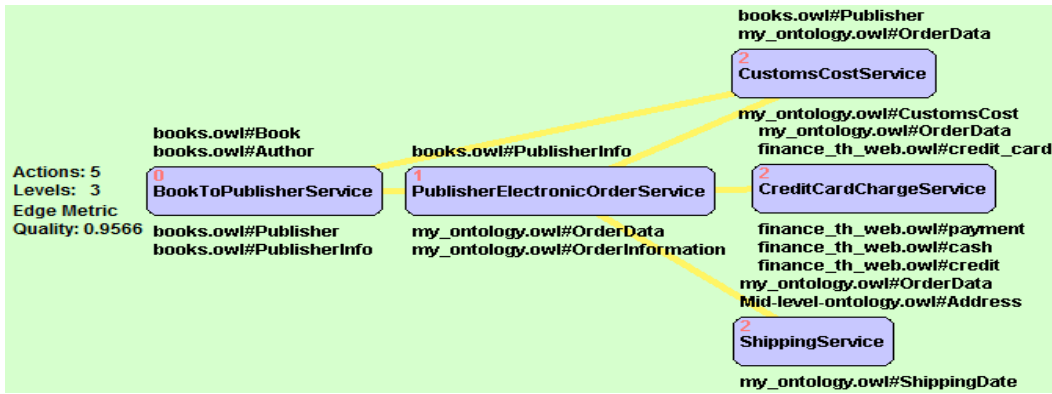 Actions: 5
Levels: 3
Edge Metric
Quality: 0.9566
books.owl#Book
books.owl#Author
0
BookToPublisherService
books.owl#Publisher
books.owl#PublisherInfo
books.owl#PublisherInfo
1
PublisherElectronicOrderService
my_ontology.owl#OrderData
my_ontology.owl#OrderInformation
books.owl#Publisher
my_ontology.owl#OrderData
2
CustomsCostService
my_ontology.owl#CustomsCost
my_ontology.owl#OrderData
finance_th_web.owl#credit_card
2
CreditCardChargeService
finance_th_web.owl#payment
finance_th_web.owl#cash
finance_th_web.owl#credit
my_ontology.owl#OrderData
Mid-level-ontology.owl#Address
2
ShippingService
my_ontology.owl#ShippingDate